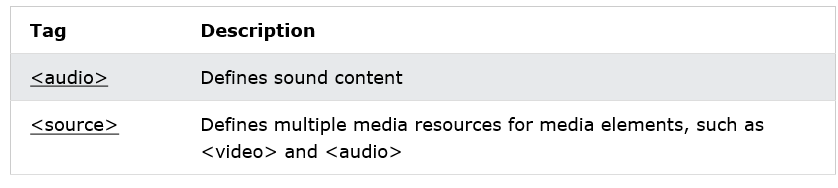 Tag Description
<audio> Defines sound content
<source> Defines multiple media resources for media elements, such as
<video> and <audio>